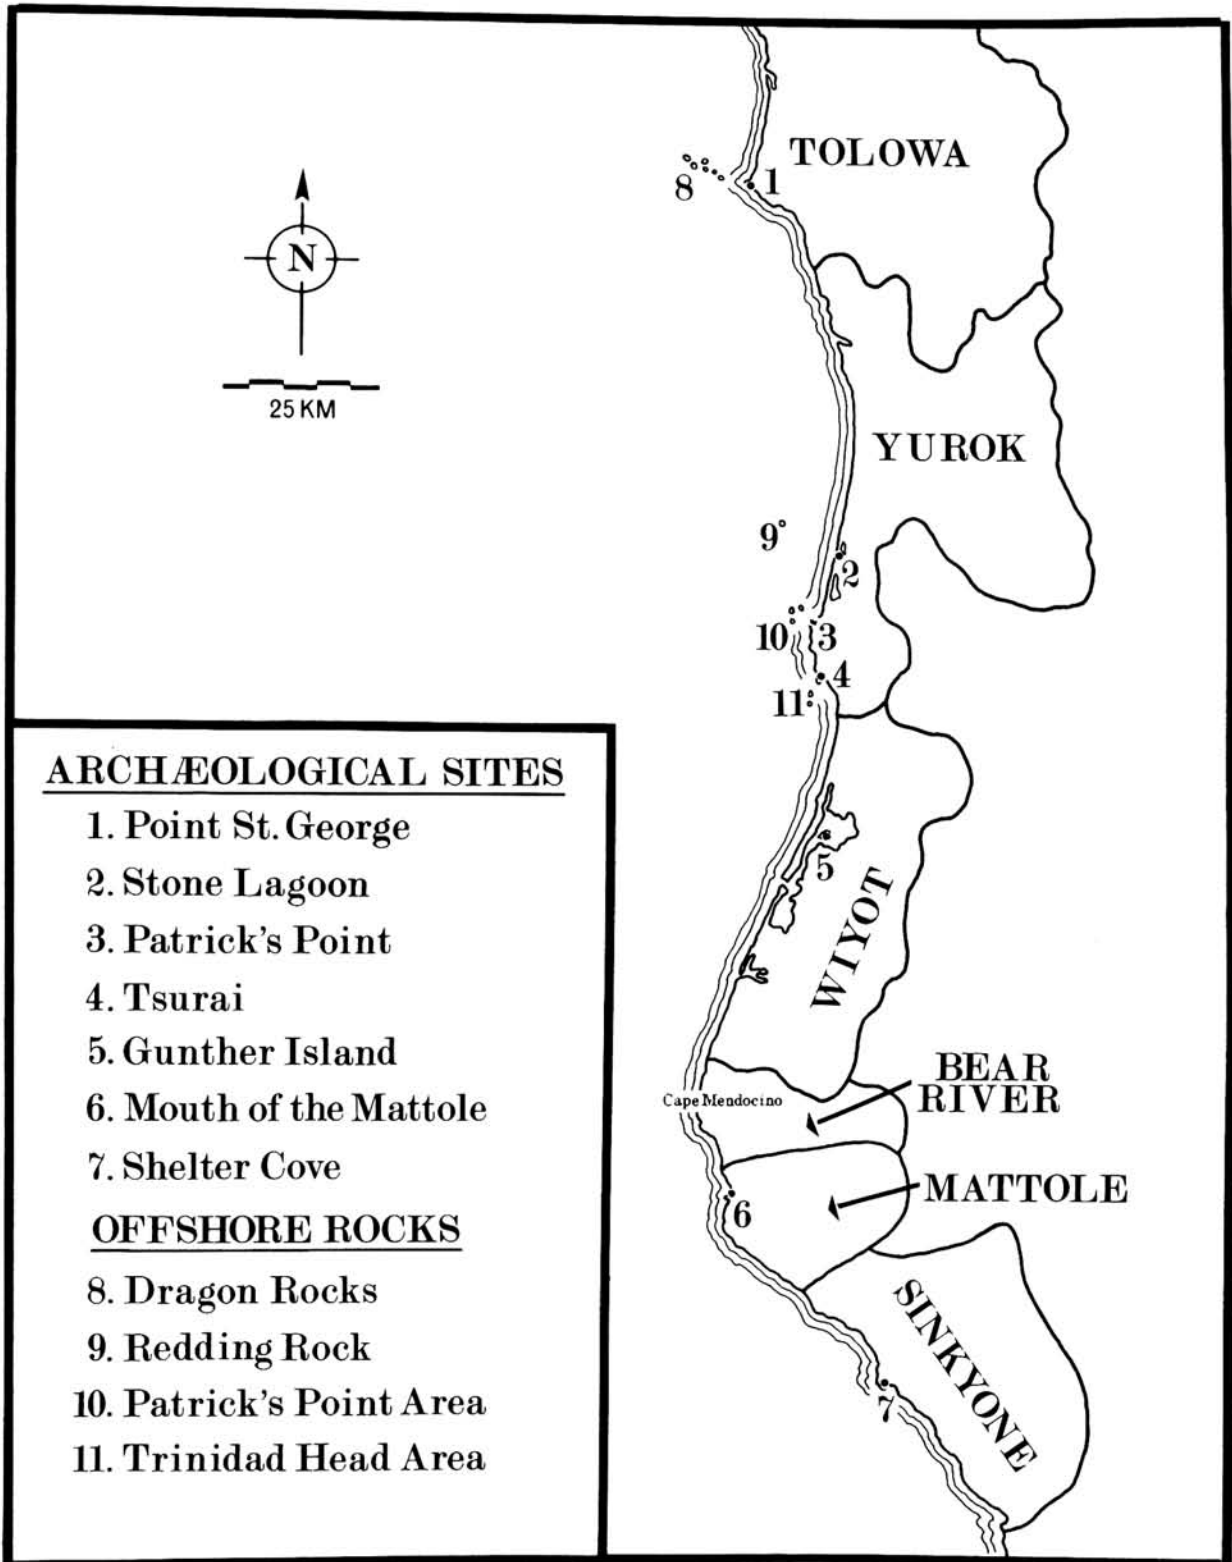 TOLOWA
1
8
N
25 KM
YUROK
9
2
10
3
4
11
5
WIYOT
BEAR
RIVER
Cape Mendocino
MATTOLE
6
SINKYONE
7
ARCHÆOLOGICAL SITES
1. Point St. George
2. Stone Lagoon
3. Patrick's Point
4. Tsurai
5. Gunther Island
6. Mouth of the Mattole
7. Shelter Cove
OFFSHORE ROCKS
8. Dragon Rocks
9. Redding Rock
10. Patrick's Point Area
11. Trinidad Head Area